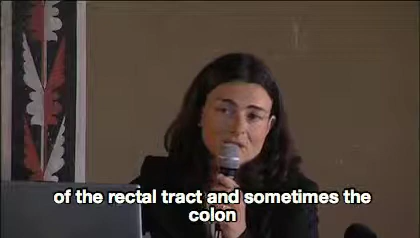 of the rectal tract and sometimes the
colon